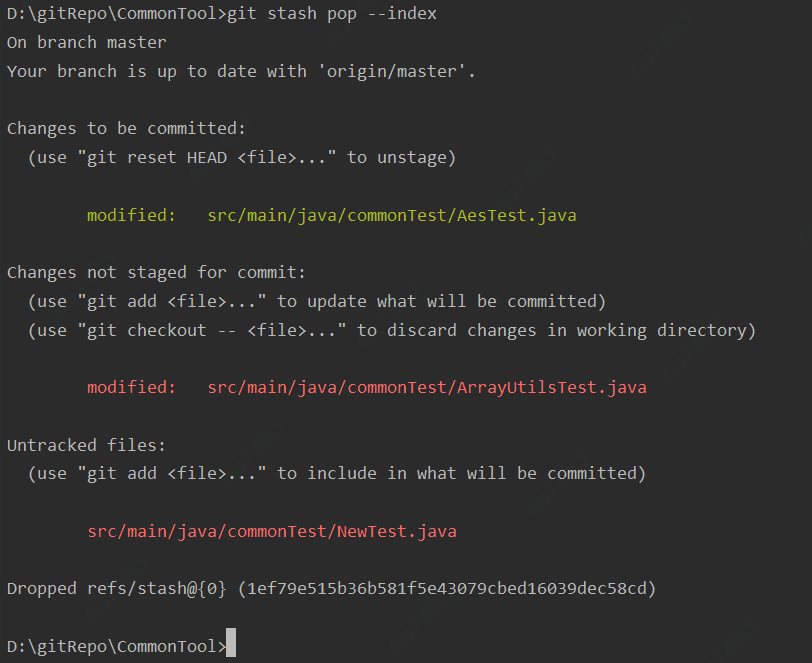 D:\gitRepo\CommonTool>git stash pop --index
On branch master
Your branch is up to date with 'origin/master'.
Changes to be committed:
(use "git reset HEAD <file>..." to unstage)
modified: src/main/java/commonTest/AesTest.java
Changes not staged for commit:
(use "git add <file>..." to update what will be committed)
(use "git checkout -- <file>..." to discard changes in working directory)
modified: src/main/java/commonTest/ArrayUtilsTest.java
Untracked files:
(use "git add <file>..." to include in what will be committed)
src/main/java/commonTest/NewTest.java
Dropped refs/stash@{0} (1ef79e515b36b581f5e43079cbed16039dec58cd)
D:\gitRepo\CommonTool>